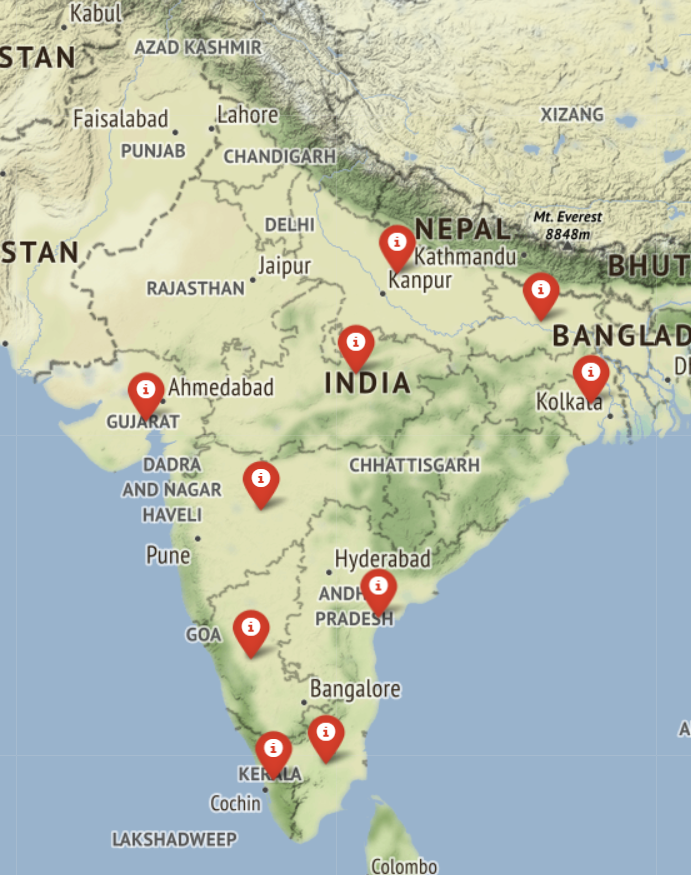 Kabul
AZAD KASHMIR
STAN
Faisalabad
Lahore
XIZANG
PUNJAB
CHANDIGARH
Mt. Everest
8848m
DELHI
NEPAL
STAN
Kathmandu
Jaipur
BHUT
RAJASTHAN
Kanpur
BANGLAD
INDIA
Ahmedabad
Kolkata
GUJARAT
DADRA
AND NAGAR
HAVELI
CHHATTISGARH
Pune
Hyderabad
ANDH
PRADESH
GOA
Bangalore
KERALA
Cochin
LAKSHADWEEP
Colombo